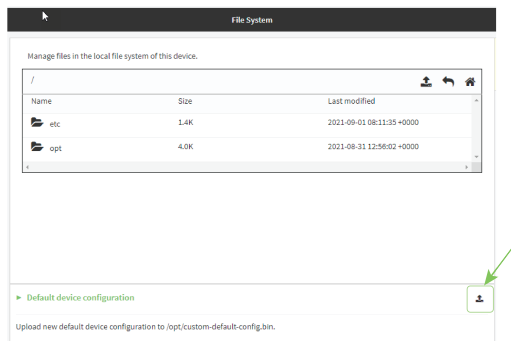 File System
Manage files in the local file system of this device.
/
Name Size Last modified
etc 1.4K 2021-09-01 08:11:35 +0000
opt 4.0K 2021-08-31 12:56:02 +0000
Default device configuration
Upload new default device configuration to /opt/custom-default-config.bin.